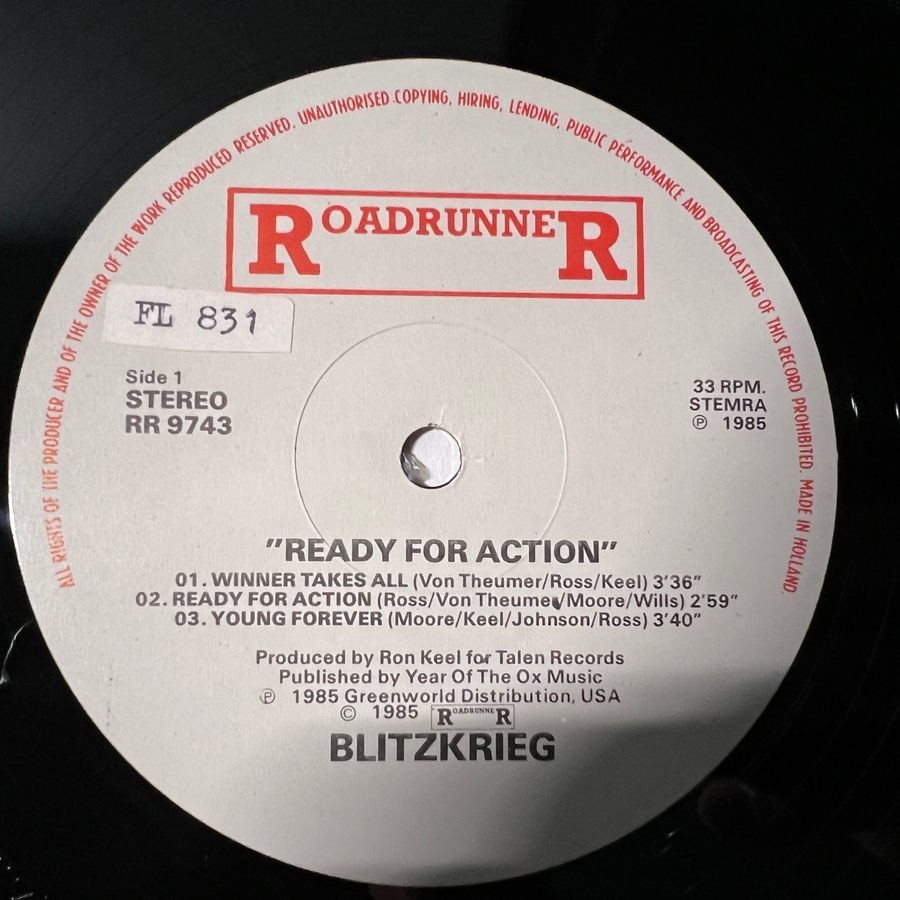 ALL RIGHTS OF THE PRODUCER AND OF THE OWNER OF THE WORK REPRODUCED RESERVED. UNAUTHORISED COPYING, HIRING, LENDING, PUBLIC PERFORMANCE AND BROADCASTING OF THIS RECORD PROHIBITED. MADE IN HOLLAND.
ROADRUNNER
FL 831
Side 1
STEREO
RR 9743
33 RPM.
STEMRA
℗ 1985
"READY FOR ACTION"
01. WINNER TAKES ALL (Von Theumer/Ross/Keel) 3'36"
02. READY FOR ACTION (Ross/Von Theumer/Moore/Wills) 2'59"
03. YOUNG FOREVER (Moore/Keel/Johnson/Ross) 3'40"
Produced by Ron Keel for Talen Records
Published by Year Of The Ox Music
℗ 1985 Greenworld Distribution, USA
© 1985 ROADRUNNER
BLITZKRIEG